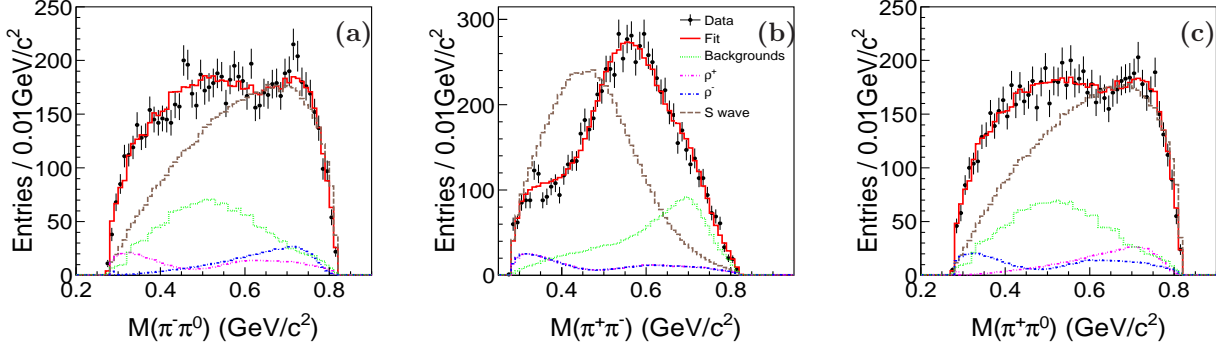 (a)
Entries / 0.01GeV/c²
250
200
150
100
50
0
0.2
0.4
0.6
0.8
M(π⁻π⁰) (GeV/c²)
(b)
Entries / 0.01GeV/c²
300
200
100
0
0.4
0.6
0.8
M(π⁺π⁻) (GeV/c²)
Data
Fit
Backgrounds
ρ⁺
ρ⁻
S wave
(c)
Entries / 0.01GeV/c²
250
200
150
100
50
0
0.2
0.4
0.6
0.8
M(π⁺π⁰) (GeV/c²)